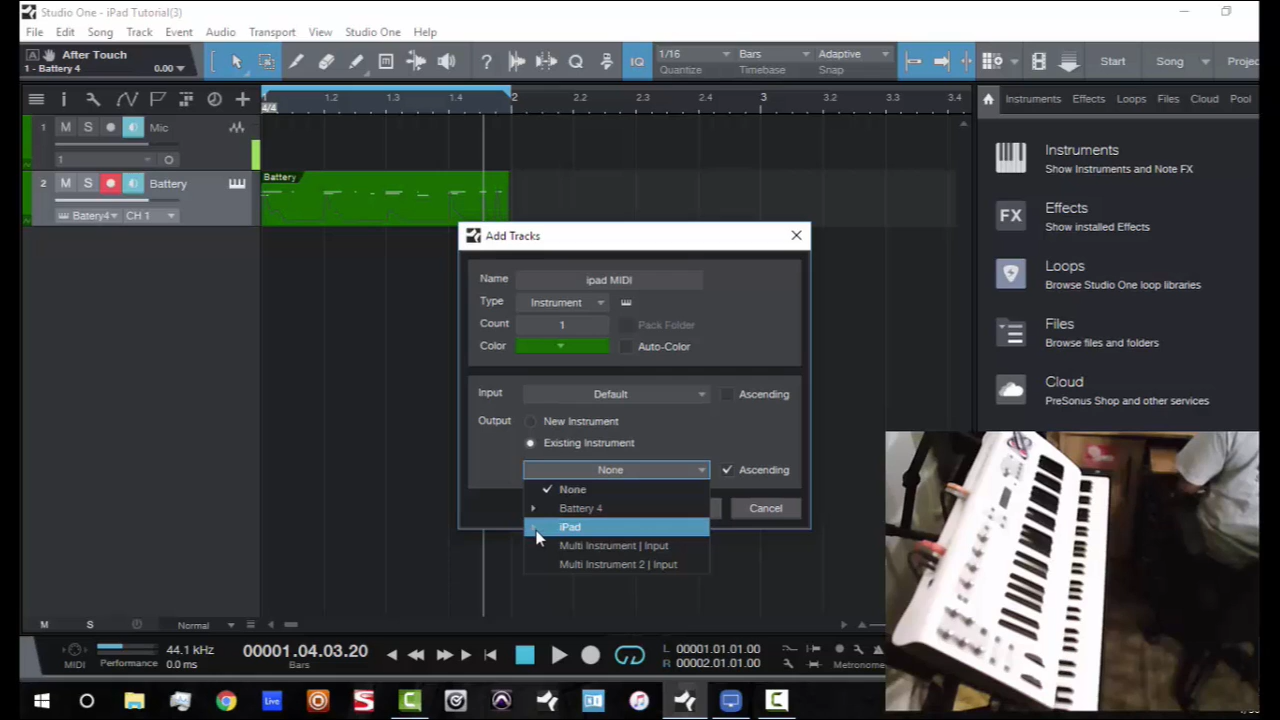 Studio One - iPad Tutorial(3)
File Edit Song Track Event Audio Transport View Studio One Help
After Touch
1 - Battery 4 0.00
1/16 Bars Adaptive
Quantize Timebase Snap
IQ
Start Song Projec
1 1.2 1.3 1.4 2 2.2 2.3 2.4 3 3.2 3.3 3.4
4/4
Instruments Effects Loops Files Cloud Pool
1 M S Mic
1
2 M S Battery
Batery4 CH 1
Battery
Instruments
Show Instruments and Note FX
FX
Effects
Show installed Effects
Loops
Browse Studio One loop libraries
Files
Browse files and folders
Cloud
PreSonus Shop and other services
Add Tracks
Name ipad MIDI
Type Instrument
Count 1 Pack Folder
Color Auto-Color
Input Default Ascending
Output New Instrument
Existing Instrument
None Ascending
None
Battery 4
iPad
Multi Instrument | Input
Multi Instrument 2 | Input
Cancel
M S Normal
MIDI Performance
44.1 kHz
0.0 ms
00001.04.03.20
Bars
L 00001.01.01.00
R 00002.01.01.00
Metronome
Live